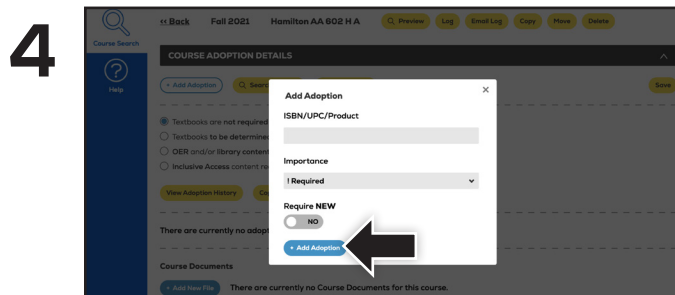 4
<< Back Fall 2021 Hamilton AA 602 H A Preview Log Email Log Copy Move Delete
Course Search
COURSE ADOPTION DETAILS
Help
+ Add Adoption
Save
Add Adoption ×
ISBN/UPC/Product
Textbooks are not required
Textbooks to be
OER and/or library
Inclusive Access content
Importance
! Required
View Adoption History
Require NEW
NO
There are currently no
+ Add Adoption
Course Documents
+ Add New File There are currently no Course Documents for this course.